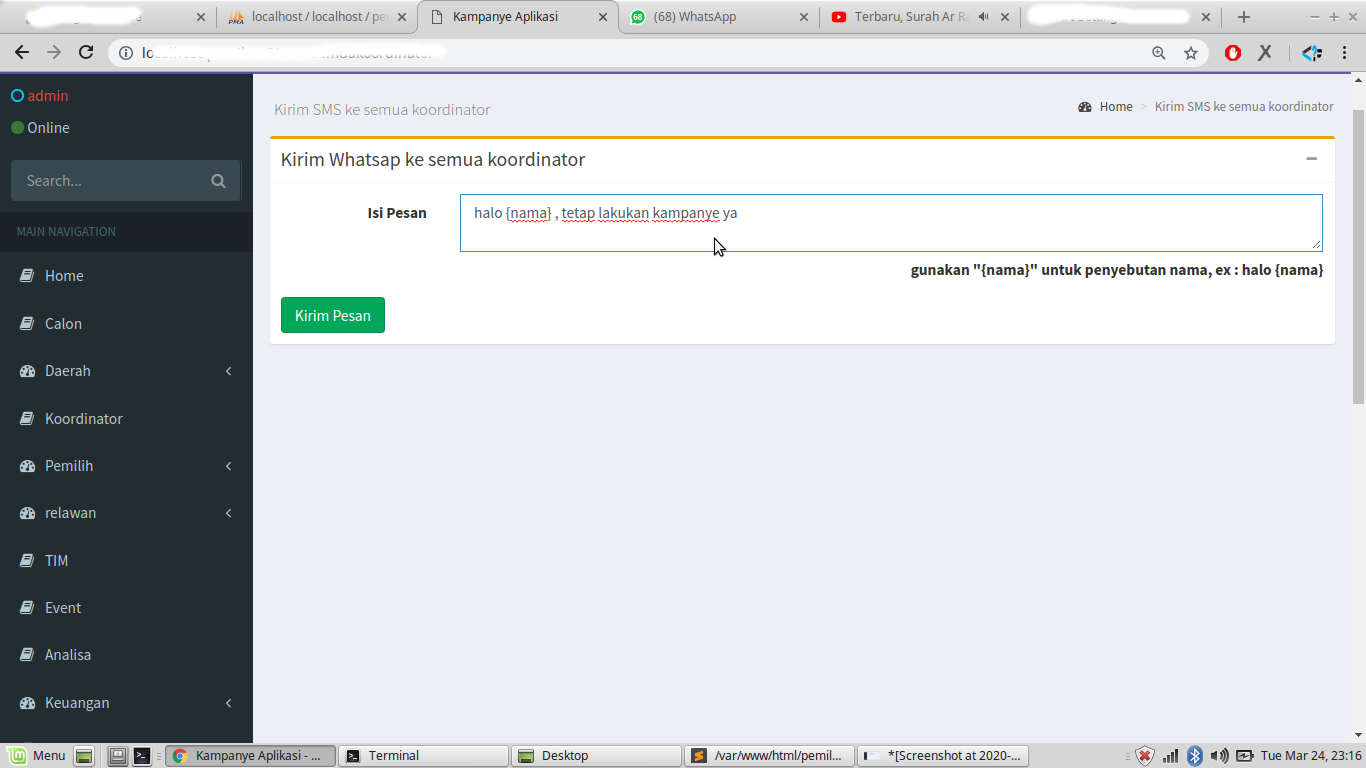 localhost / localhost / pe
Kampanye Aplikasi
68
(68) WhatsApp
Terbaru, Surah Ar Ra
PMA
admin
Kirim SMS ke semua koordinator
Home > Kirim SMS ke semua koordinator
Online
Kirim Whatsap ke semua koordinator
Search...
Isi Pesan
halo {nama} , tetap lakukan kampanye ya
MAIN NAVIGATION
gunakan "{nama}" untuk penyebutan nama, ex : halo {nama}
Home
Kirim Pesan
Calon
Daerah
Koordinator
Pemilih
relawan
TIM
Event
Analisa
Keuangan
Menu
Kampanye Aplikasi - ...
Terminal
Desktop
/var/www/html/pemil...
*[Screenshot at 2020-...
Tue Mar 24, 23:16